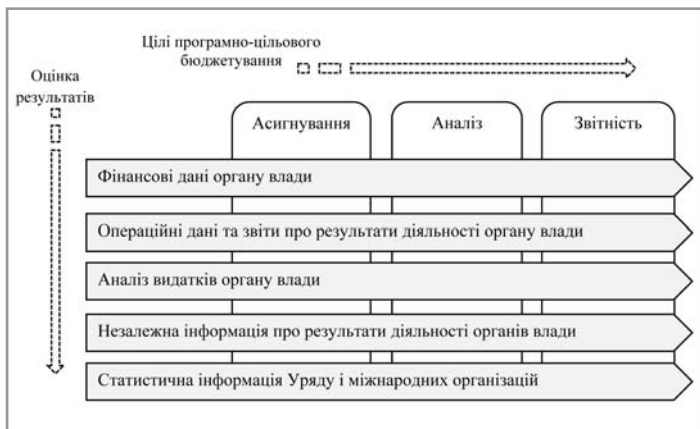 Цілі програмно-цільового
бюджетування
Оцінка
результатів
Асигнування
Аналіз
Звітність
Фінансові дані органу влади
Операційні дані та звіти про результати діяльності органу влади
Аналіз видатків органу влади
Незалежна інформація про результати діяльності органів влади
Статистична інформація Уряду і міжнародних організацій